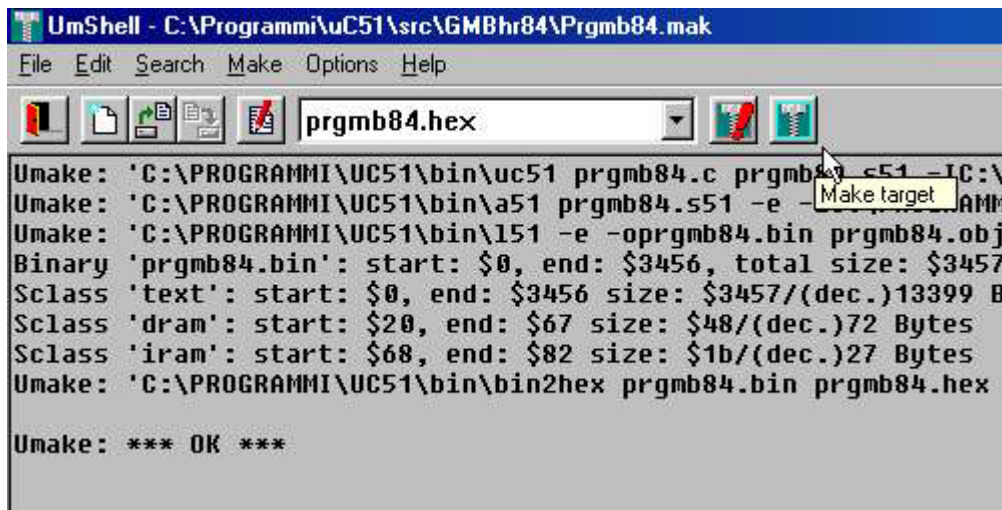 UmShell - C:\Programmi\uC51\src\GMBhr84\Prgmb84.mak
File Edit Search Make Options Help
prgmb84.hex
Umake: 'C:\PROGRAMMI\UC51\bin\uc51 prgmb84.c s51 -IC:\
Make target
Umake: 'C:\PROGRAMMI\UC51\bin\a51 prgmb84.s51 -e -
Umake: 'C:\PROGRAMMI\UC51\bin\l51 -e -oprgmb84.bin prgmb84.obj
Binary 'prgmb84.bin': start: $0, end: $3456, total size: $3457
Sclass 'text': start: $0, end: $3456 size: $3457/(dec.)13399 B
Sclass 'dram': start: $20, end: $67 size: $48/(dec.)72 Bytes
Sclass 'iram': start: $68, end: $82 size: $1b/(dec.)27 Bytes
Umake: 'C:\PROGRAMMI\UC51\bin\bin2hex prgmb84.bin prgmb84.hex
Umake: *** OK ***